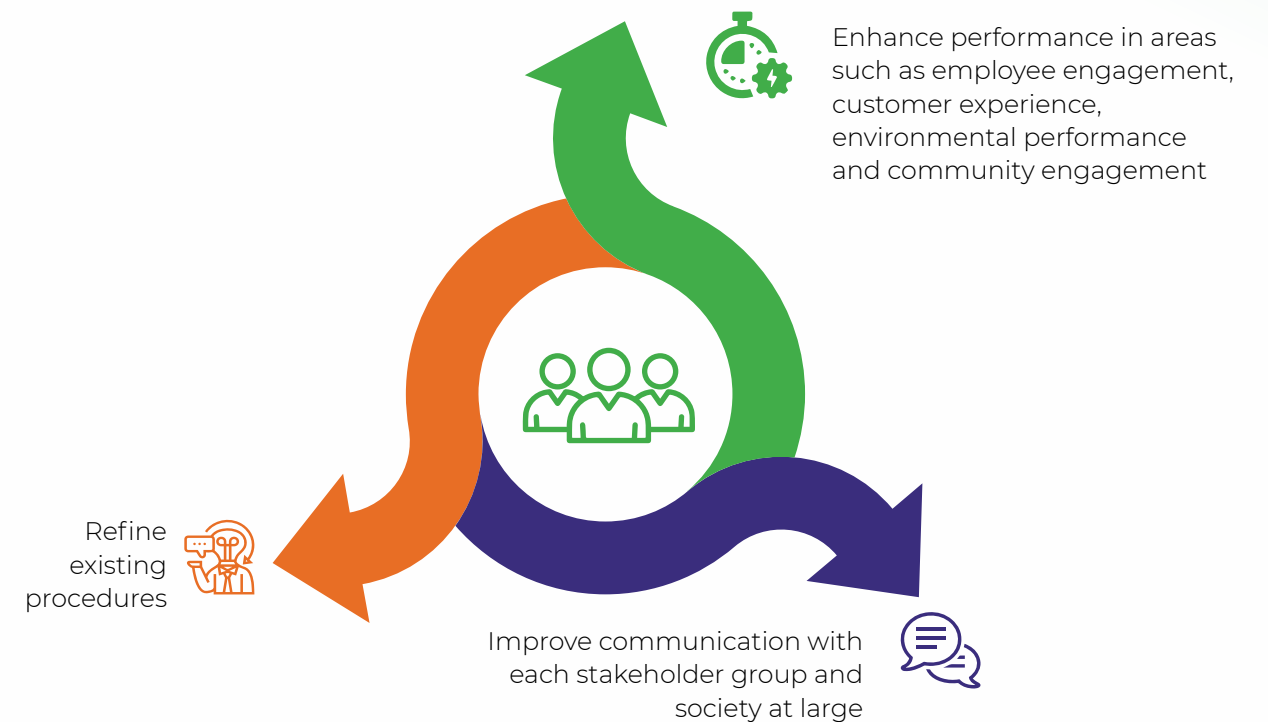 Enhance performance in areas
such as employee engagement,
customer experience,
environmental performance
and community engagement
Refine
existing
procedures
Improve communication with
each stakeholder group and
society at large